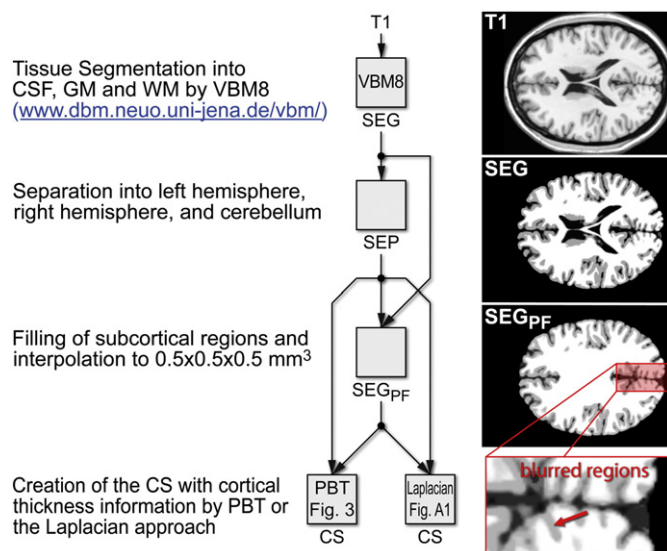 T1
Tissue Segmentation into
CSF, GM and WM by VBM8
(www.dbm.neuo.uni-jena.de/vbm/)
VBM8
SEG
Separation into left hemisphere,
right hemisphere, and cerebellum
SEP
Filling of subcortical regions and
interpolation to 0.5x0.5x0.5 mm³
SEG_PF
Creation of the CS with cortical
thickness information by PBT or
the Laplacian approach
PBT
Fig. 3
CS
Laplacian
Fig. A1
CS
T1
SEG
SEG_PF
blurred regions